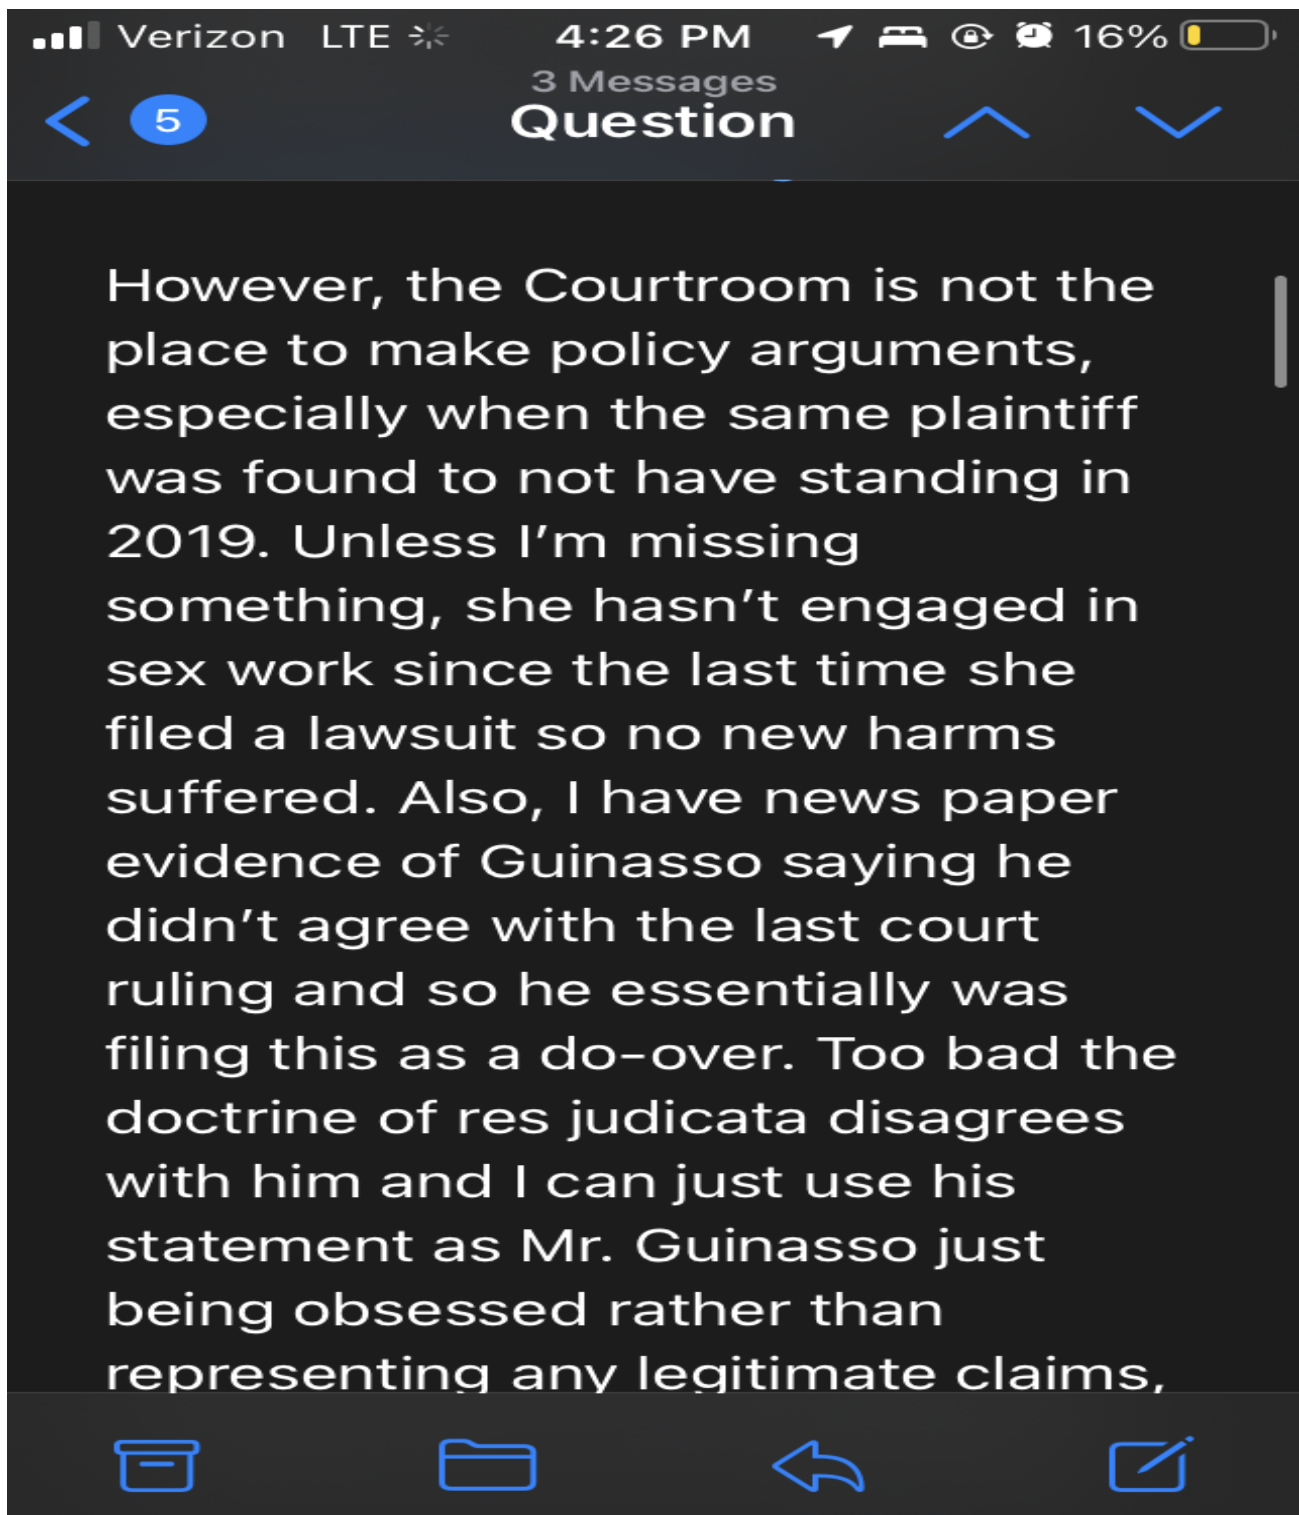 Verizon LTE 4:26 PM 16%
3 Messages
5 Question
However, the Courtroom is not the
place to make policy arguments,
especially when the same plaintiff
was found to not have standing in
2019. Unless I’m missing
something, she hasn’t engaged in
sex work since the last time she
filed a lawsuit so no new harms
suffered. Also, I have news paper
evidence of Guinasso saying he
didn’t agree with the last court
ruling and so he essentially was
filing this as a do-over. Too bad the
doctrine of res judicata disagrees
with him and I can just use his
statement as Mr. Guinasso just
being obsessed rather than
representing any legitimate claims,